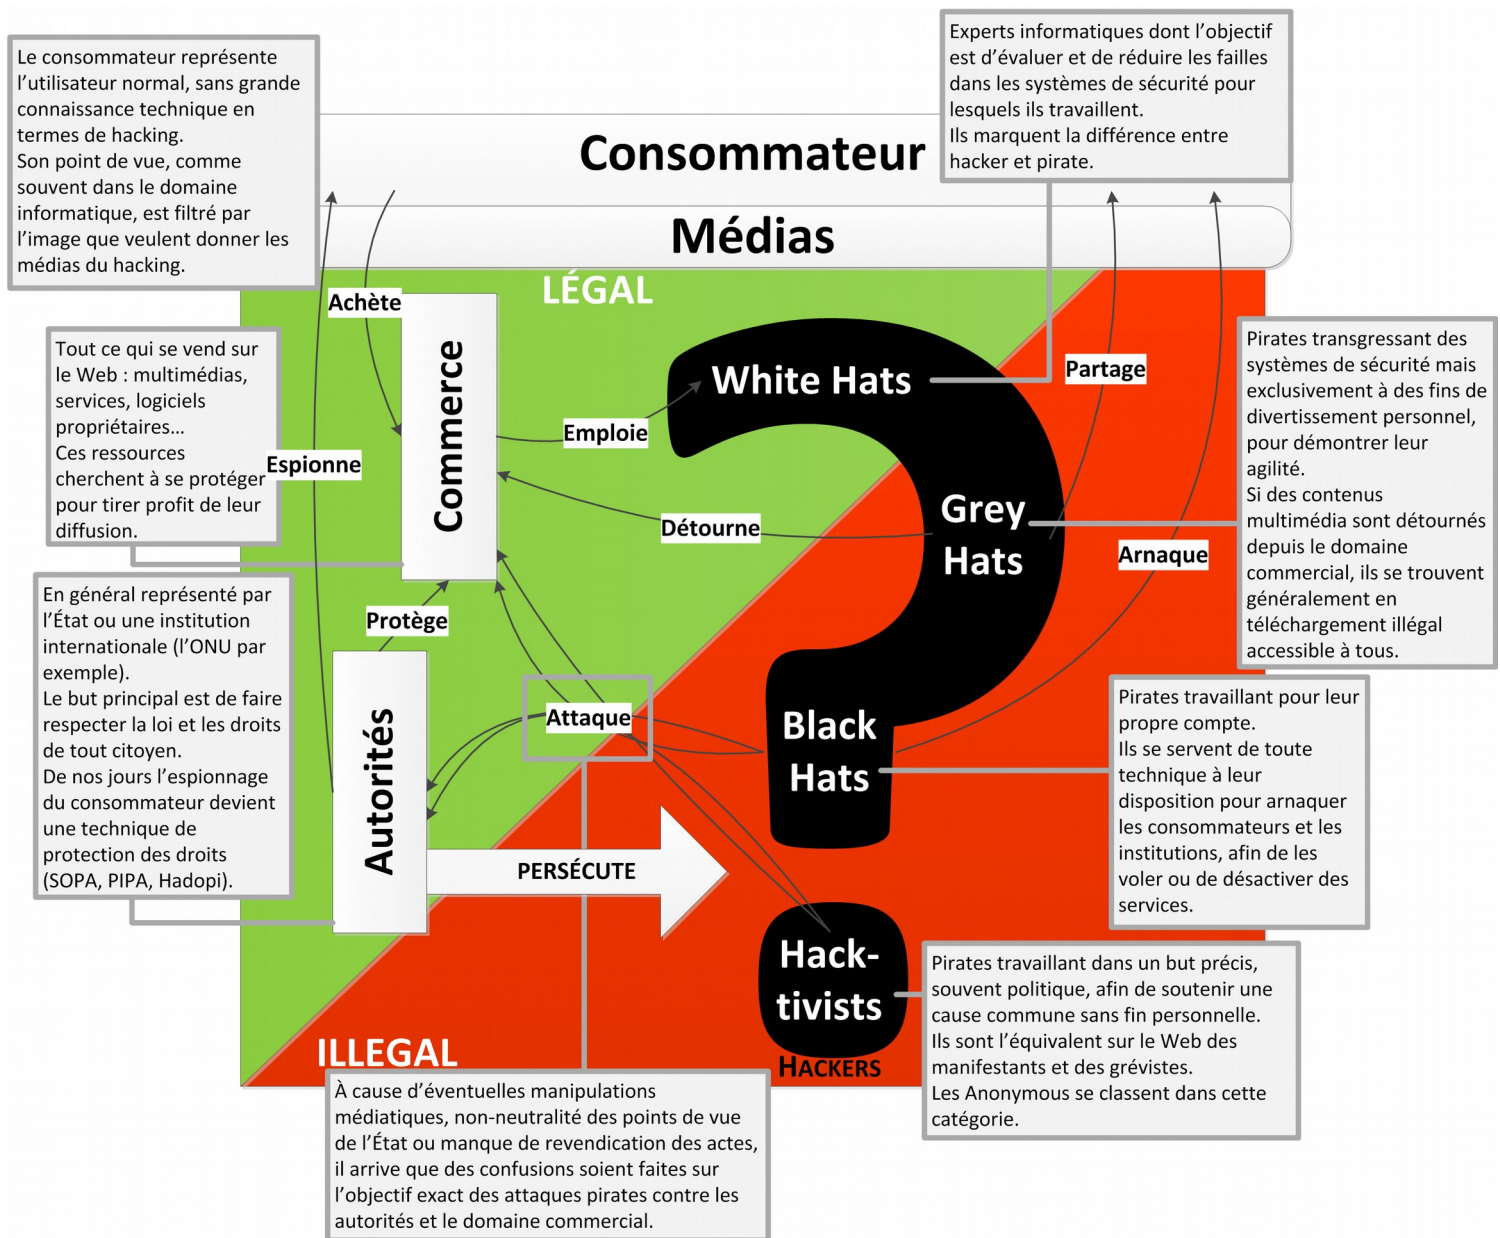 Le consommateur représente
l’utilisateur normal, sans grande
connaissance technique en
termes de hacking.
Son point de vue, comme
souvent dans le domaine
informatique, est filtré par
l’image que veulent donner les
médias du hacking.
Experts informatiques dont l’objectif
est d’évaluer et de réduire les failles
dans les systèmes de sécurité pour
lesquels ils travaillent.
Ils marquent la différence entre
hacker et pirate.
Consommateur
Médias
LÉGAL
Achète
Commerce
White Hats
Partage
Emploie
Espionne
Tout ce qui se vend sur
le Web : multimédias,
services, logiciels
propriétaires…
Ces ressources
cherchent à se protéger
pour tirer profit de leur
diffusion.
Pirates transgressant des
systèmes de sécurité mais
exclusivement à des fins de
divertissement personnel,
pour démontrer leur
agilité.
Si des contenus
multimédia sont détournés
depuis le domaine
commercial, ils se trouvent
généralement en
téléchargement illégal
accessible à tous.
Grey
Hats
Détourne
Arnaque
Protège
En général représenté par
l’État ou une institution
internationale (l’ONU par
exemple).
Le but principal est de faire
respecter la loi et les droits
de tout citoyen.
De nos jours l’espionnage
du consommateur devient
une technique de
protection des droits
(SOPA, PIPA, Hadopi).
Autorités
Attaque
Black
Hats
Pirates travaillant pour leur
propre compte.
Ils se servent de toute
technique à leur
disposition pour arnaquer
les consommateurs et les
institutions, afin de les
voler ou de désactiver des
services.
PERSÉCUTE
Hack-
tivists
HACKERS
Pirates travaillant dans un but précis,
souvent politique, afin de soutenir une
cause commune sans fin personnelle.
Ils sont l’équivalent sur le Web des
manifestants et des grévistes.
Les Anonymous se classent dans cette
catégorie.
ILLEGAL
À cause d’éventuelles manipulations
médiatiques, non-neutralité des points de vue
de l’État ou manque de revendication des actes,
il arrive que des confusions soient faites sur
l’objectif exact des attaques pirates contre les
autorités et le domaine commercial.